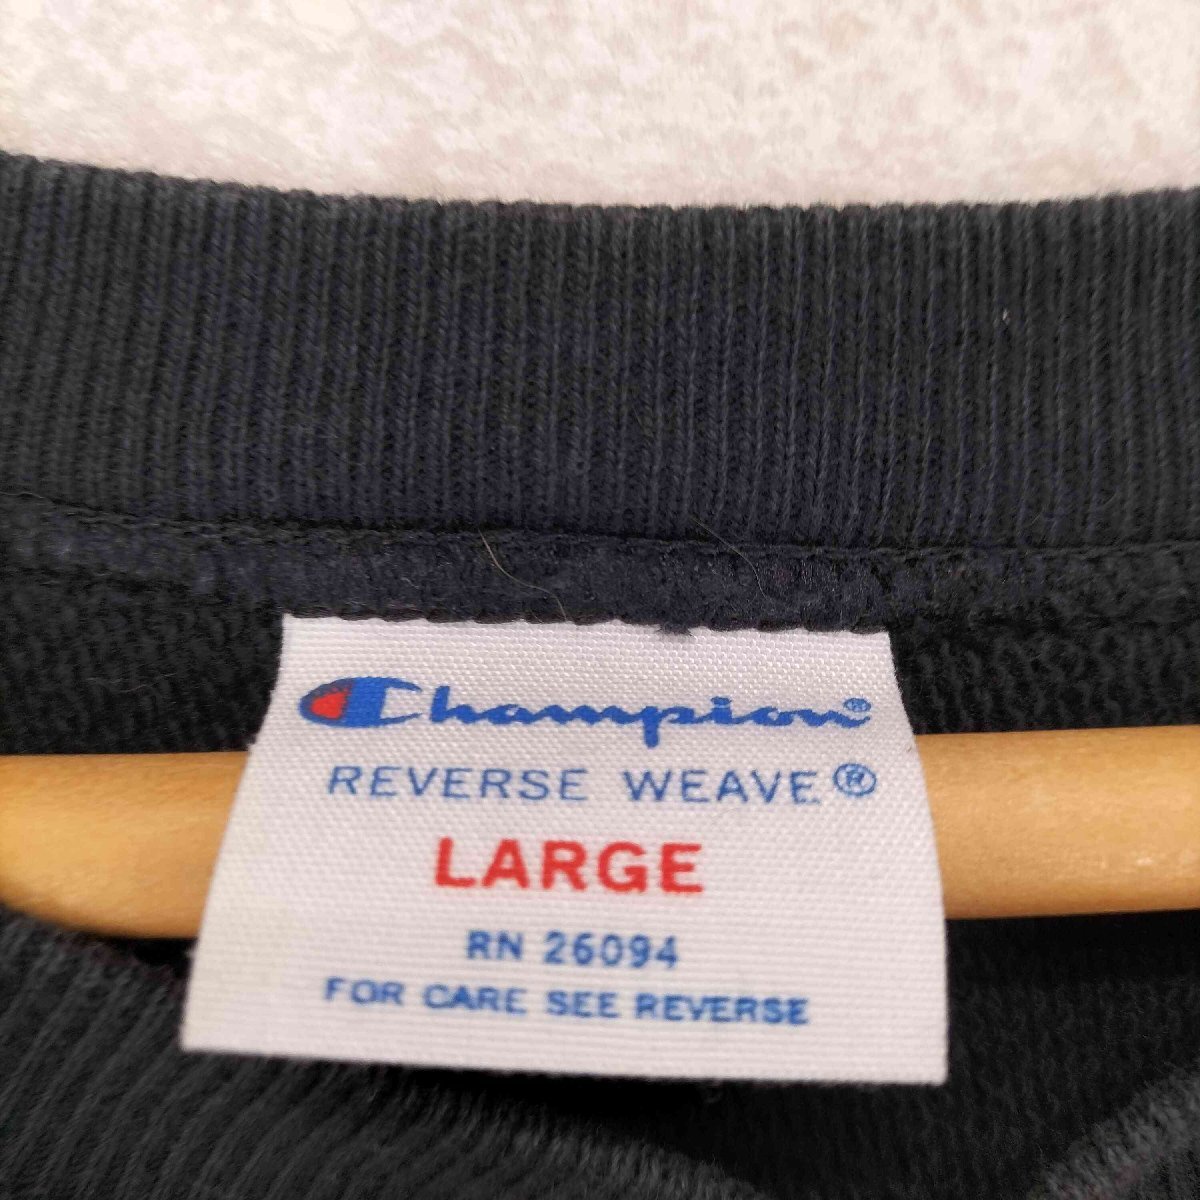 Champion®
REVERSE WEAVE®
LARGE
RN 26094
FOR CARE SEE REVERSE